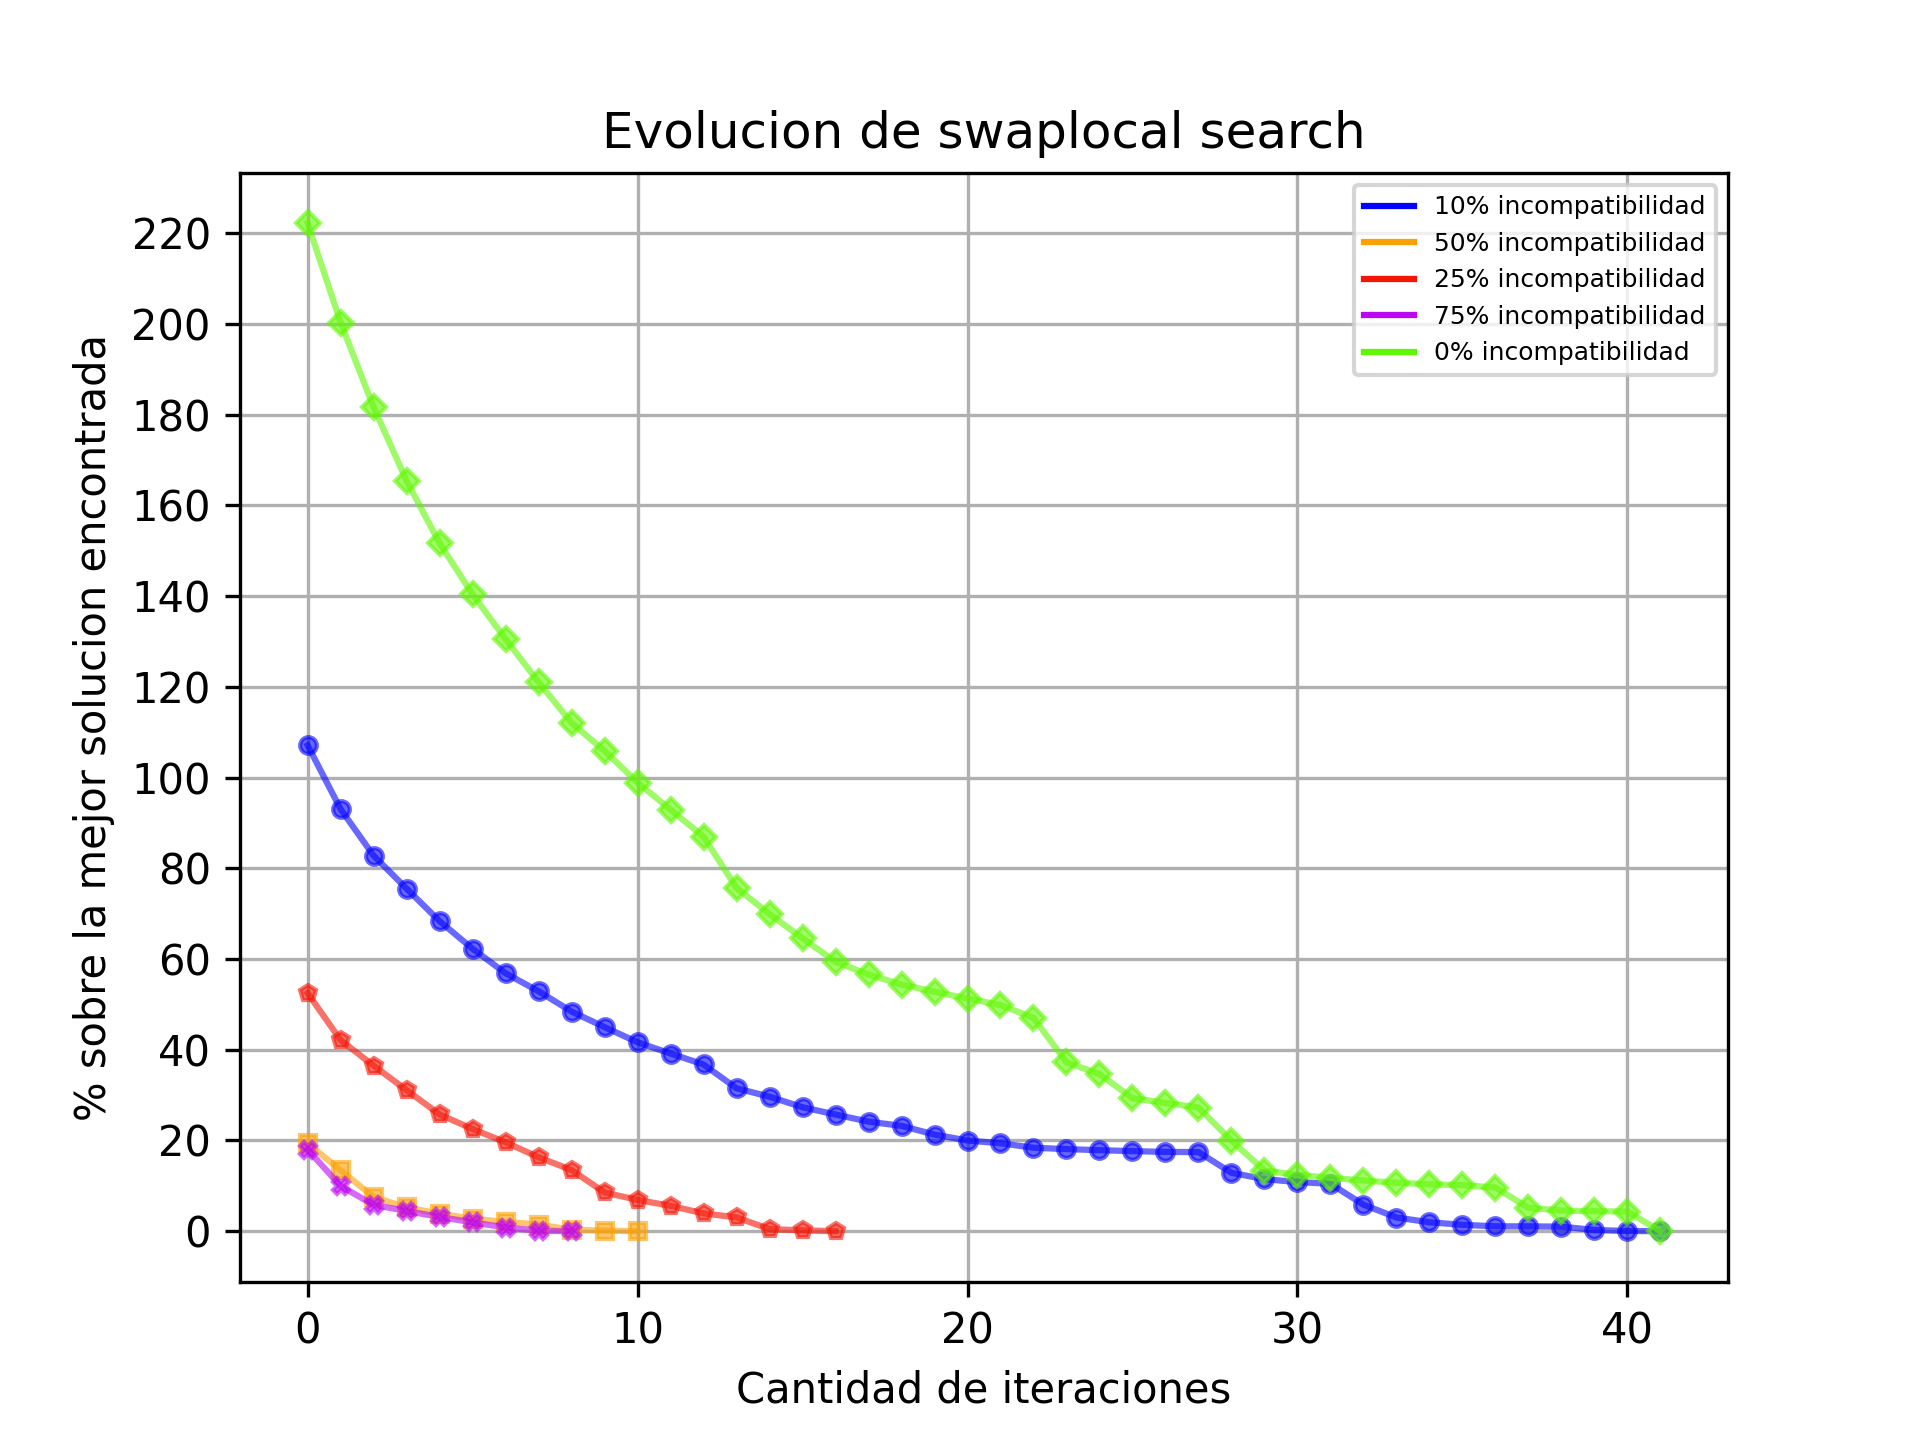 Evolucion de swaplocal search
% sobre la mejor solucion encontrada
220
200
180
160
140
120
100
80
60
40
20
0
10% incompatibilidad
50% incompatibilidad
25% incompatibilidad
75% incompatibilidad
0% incompatibilidad
0 10 20 30 40
Cantidad de iteraciones